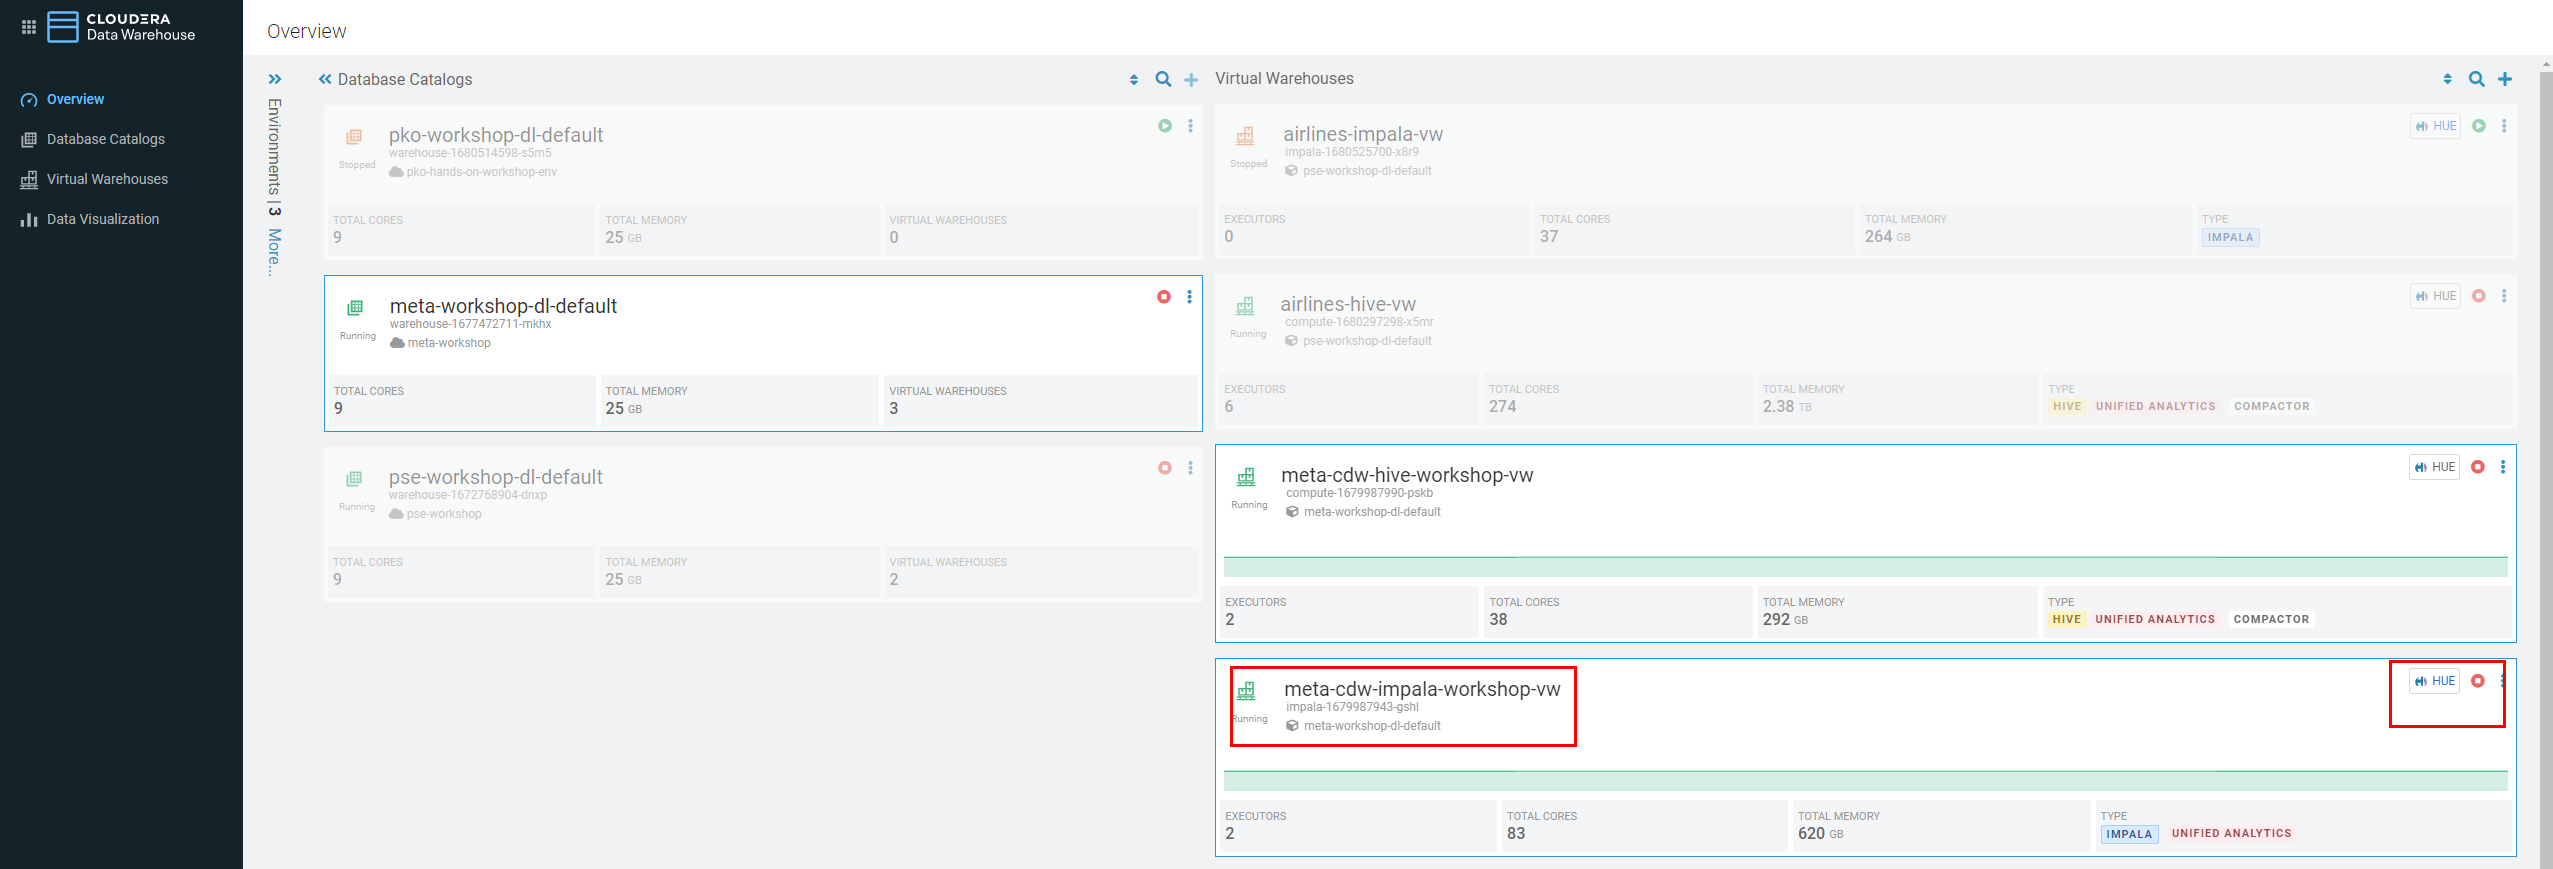 CLOUDERA
Data Warehouse
Overview
Database Catalogs
Virtual Warehouses
Data Visualization
Overview
Environments | 3 More...
Database Catalogs
pko-workshop-dl-default
warehouse-1680514598-s5m5
Stopped
pko-hands-on-workshop-env
TOTAL CORES
9
TOTAL MEMORY
25 GB
VIRTUAL WAREHOUSES
0
meta-workshop-dl-default
warehouse-1677472711-mkhx
Running
meta-workshop
TOTAL CORES
9
TOTAL MEMORY
25 GB
VIRTUAL WAREHOUSES
3
pse-workshop-dl-default
warehouse-1672768904-dnxp
Running
pse-workshop
TOTAL CORES
9
TOTAL MEMORY
25 GB
VIRTUAL WAREHOUSES
2
Virtual Warehouses
airlines-impala-vw
impala-1680525700-x8r9
Stopped
pse-workshop-dl-default
HUE
EXECUTORS
0
TOTAL CORES
37
TOTAL MEMORY
264 GB
TYPE
IMPALA
airlines-hive-vw
compute-1680297298-x5mr
Running
pse-workshop-dl-default
HUE
EXECUTORS
6
TOTAL CORES
274
TOTAL MEMORY
2.38 TB
TYPE
HIVE UNIFIED ANALYTICS COMPACTOR
meta-cdw-hive-workshop-vw
compute-1679987990-pskb
Running
meta-workshop-dl-default
HUE
EXECUTORS
2
TOTAL CORES
38
TOTAL MEMORY
292 GB
TYPE
HIVE UNIFIED ANALYTICS COMPACTOR
meta-cdw-impala-workshop-vw
impala-1679987943-gshl
Running
meta-workshop-dl-default
HUE
EXECUTORS
2
TOTAL CORES
83
TOTAL MEMORY
620 GB
TYPE
IMPALA UNIFIED ANALYTICS